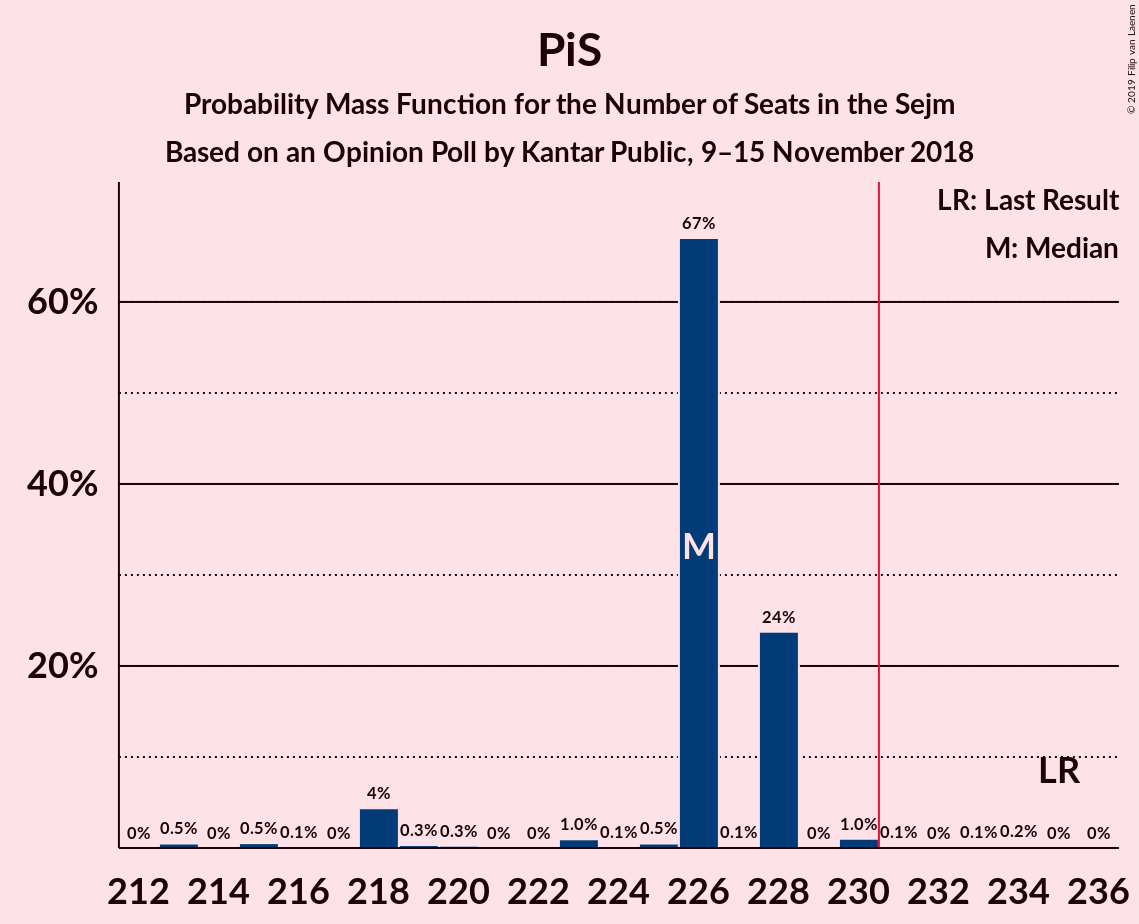 PiS
Probability Mass Function for the Number of Seats in the Sejm
Based on an Opinion Poll by Kantar Public, 9–15 November 2018
© 2019 Filip van Laenen
LR: Last Result
M: Median
67%
60%
40%
M
24%
20%
LR
4%
0% 0.5% 0% 0.5% 0.1% 0% 0.3% 0.3% 0% 0% 1.0% 0.1% 0.5% 0.1% 0% 1.0% 0.1% 0% 0.1% 0.2% 0% 0%
212 214 216 218 220 222 224 226 228 230 232 234 236